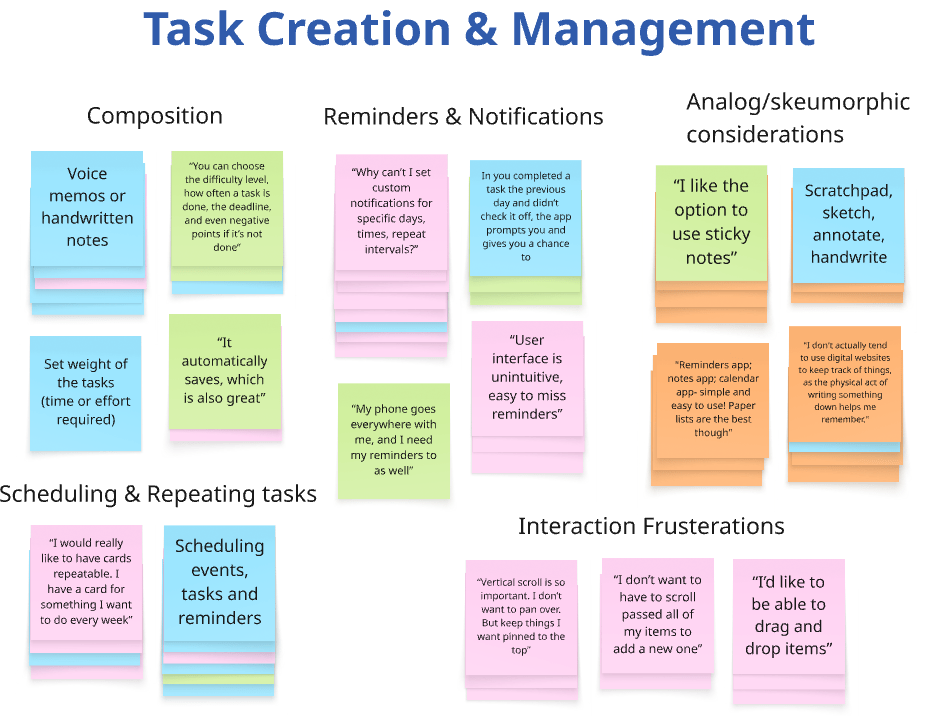 Task Creation & Management
Composition
Voice
memos or
handwritten
notes
“You can choose
the difficulty level,
how often a task is
done, the deadline,
and even negative
points if it’s not
done”
Set weight of
the tasks
(time or effort
required)
“It
automatically
saves, which
is also great”
Reminders & Notifications
“Why can’t I set
custom
notifications for
specific days,
times, repeat
intervals?”
In you completed a
task the previous
day and didn’t
check it off, the app
prompts you and
gives you a chance
to
“My phone goes
everywhere with
me, and I need
my reminders to
as well”
“User
interface is
unintuitive,
easy to miss
reminders”
Analog/skeumorphic
considerations
“I like the
option to
use sticky
notes”
Scratchpad,
sketch,
annotate,
handwrite
"Reminders app;
notes app; calendar
app- simple and
easy to use! Paper
lists are the best
though”
"I don't actually tend
to use digital websites
to keep track of things,
as the physical act of
writing something
down helps me
remember."
Scheduling & Repeating tasks
“I would really
like to have cards
repeatable. I
have a card for
something I want
to do every week”
Scheduling
events,
tasks and
reminders
Interaction Frusterations
“Vertical scroll is so
important. I don’t
want to pan over.
But keep things I
want pinned to the
top”
“I don’t want to
have to scroll
passed all of
my items to
add a new one”
“I’d like to
be able to
drag and
drop items”